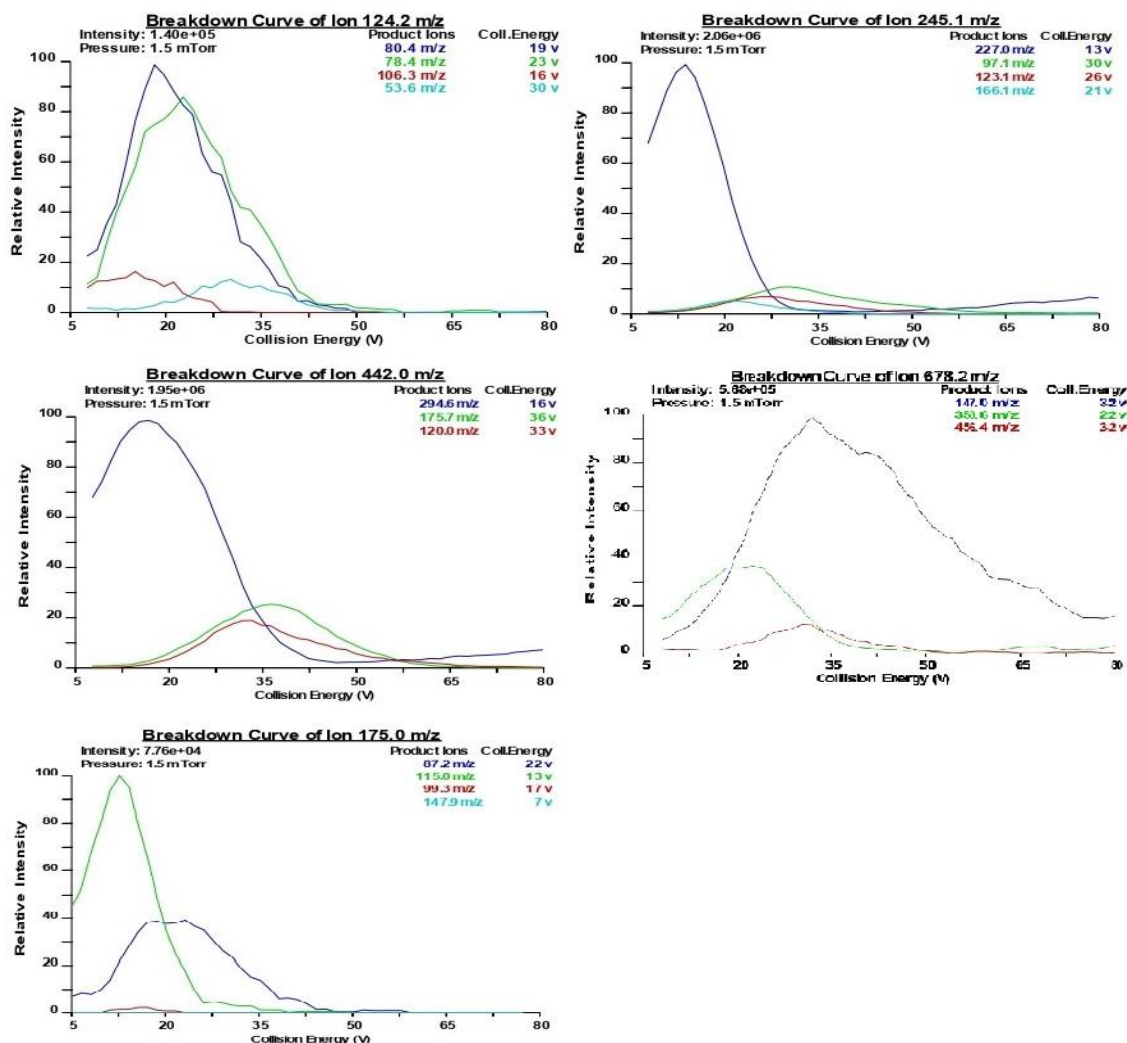 Breakdown Curve of Ion 124.2 m/z
Intensity: 1.40e+05 Product Ions Coll.Energy
Pressure: 1.5 mTorr 80.4 m/z 19 v
78.4 m/z 23 v
106.3 m/z 16 v
53.6 m/z 30 v
100
80
60
40
20
0
Relative Intensity
5 20 35 50 65 80
Collision Energy (V)
Breakdown Curve of Ion 245.1 m/z
Intensity: 2.06e+06 Product Ions Coll.Energy
Pressure: 1.5 mTorr 227.0 m/z 13 v
97.1 m/z 30 v
123.1 m/z 26 v
166.1 m/z 21 v
100
80
60
40
20
0
Relative Intensity
5 20 35 50 65 80
Collision Energy (V)
Breakdown Curve of Ion 442.0 m/z
Intensity: 1.95e+06 Product Ions Coll.Energy
Pressure: 1.5 mTorr 294.6 m/z 16 v
175.7 m/z 36 v
120.0 m/z 33 v
100
80
60
40
20
0
Relative Intensity
5 20 35 50 65 80
Collision Energy (V)
Breakdown Curve of Ion 678.2 m/z
Intensity: Product Ions Coll.Energy
Pressure: 1.5 mTorr 147.0 m/z 32 v
m/z 22 v
m/z 32 v
80
60
40
20
0
Relative Intensity
5 20 35 50 65 80
Collision Energy (V)
Breakdown Curve of Ion 175.0 m/z
Intensity: 7.76e+04 Product Ions Coll.Energy
Pressure: 1.5 mTorr 87.2 m/z 22 v
115.0 m/z 13 v
99.3 m/z 17 v
147.9 m/z 7 v
100
80
60
40
20
0
Relative Intensity
5 20 35 50 65 80
Collision Energy (V)